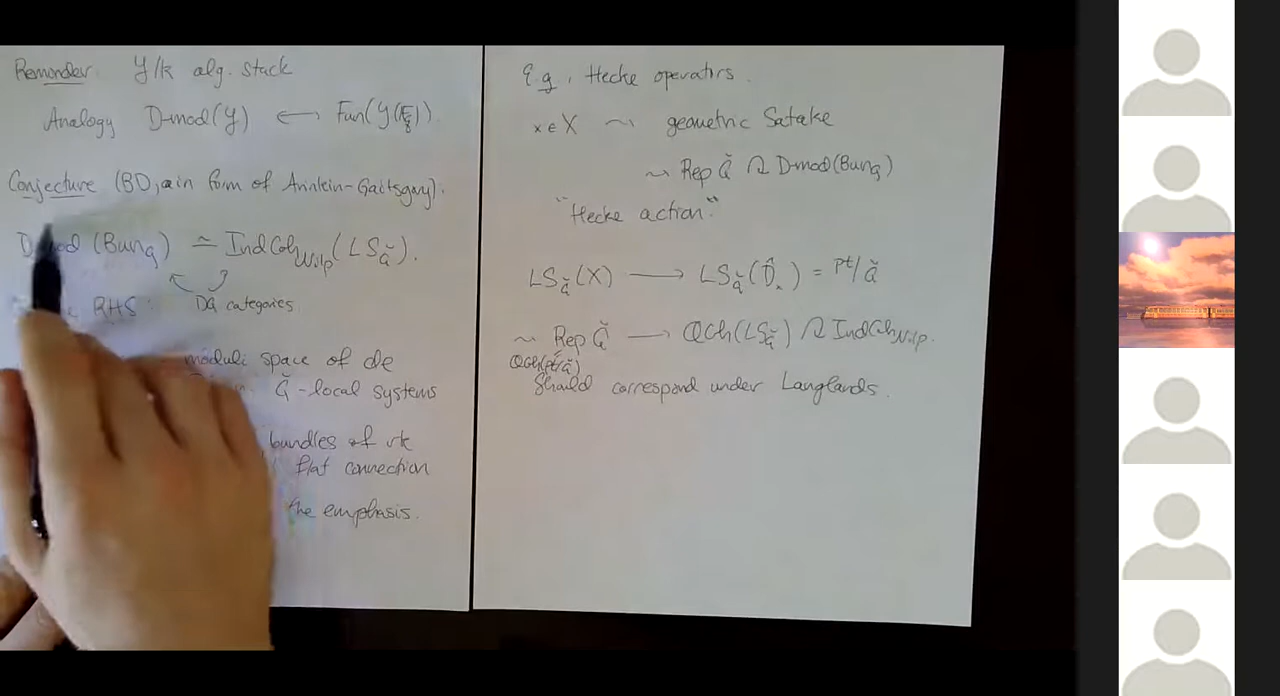 Reminder. Y/k alg. stack
Analogy D-mod(Y) ⟷ Fun(Y(F_q)).
Conjecture (BD, in form of Arinkin-Gaitsgory).
(Bun_G) ≃ IndCoh_Nilp(LS_Ǧ).
RHS: DG categories.
moduli space of de
Ǧ-local systems
bundles of rk
flat connection
the emphasis.
E.g., Hecke operators.
x ∈ X ⇝ geometric Satake
⇝ Rep Ǧ ↷ D-mod(Bun_G)
"Hecke action".
LS_Ǧ(X) ⟶ LS_Ǧ(D̂_x) = pt/Ǧ
⇝ Rep Ǧ ⟶ QCoh(LS_Ǧ) ↷ IndCoh_Nilp.
QCoh(pt/Ǧ)
Should correspond under Langlands.